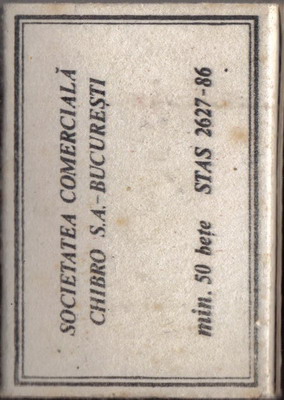 SOCIETATEA COMERCIALĂ
CHIBRO S.A.-BUCUREȘTI
min. 50 bețe STAS 2627-86